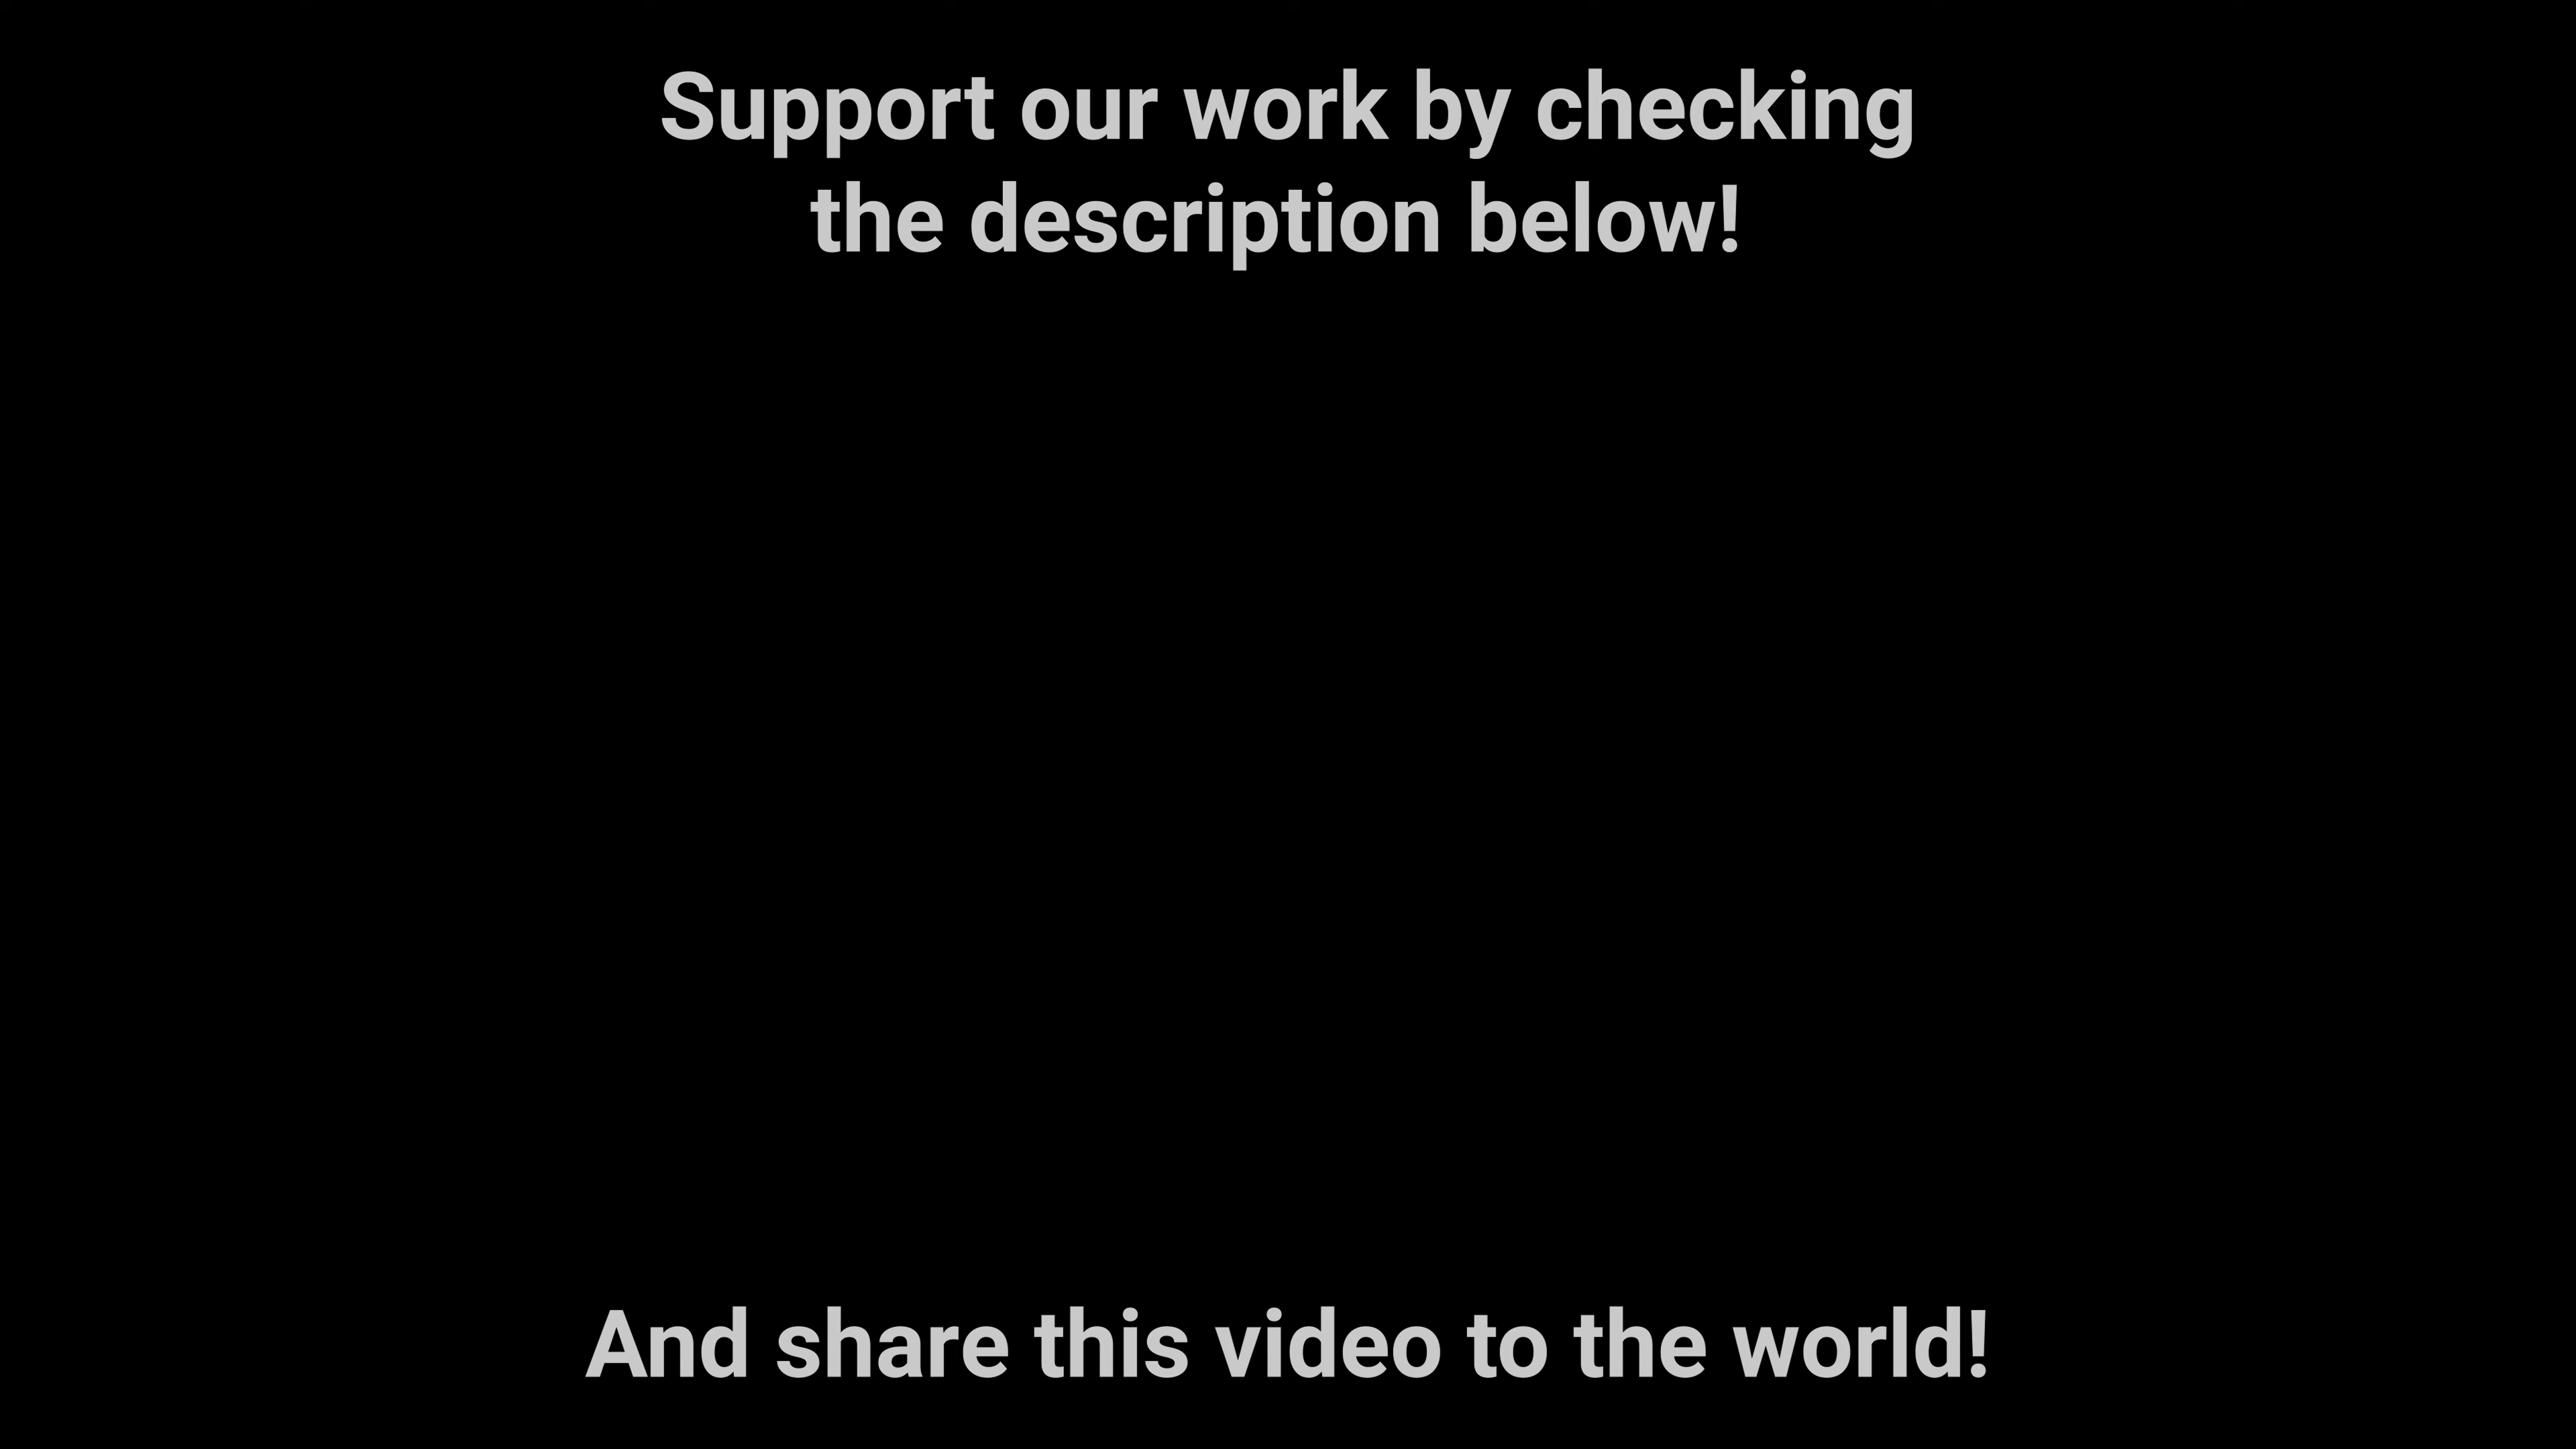 Support our work by checking
the description below!
And share this video to the world!